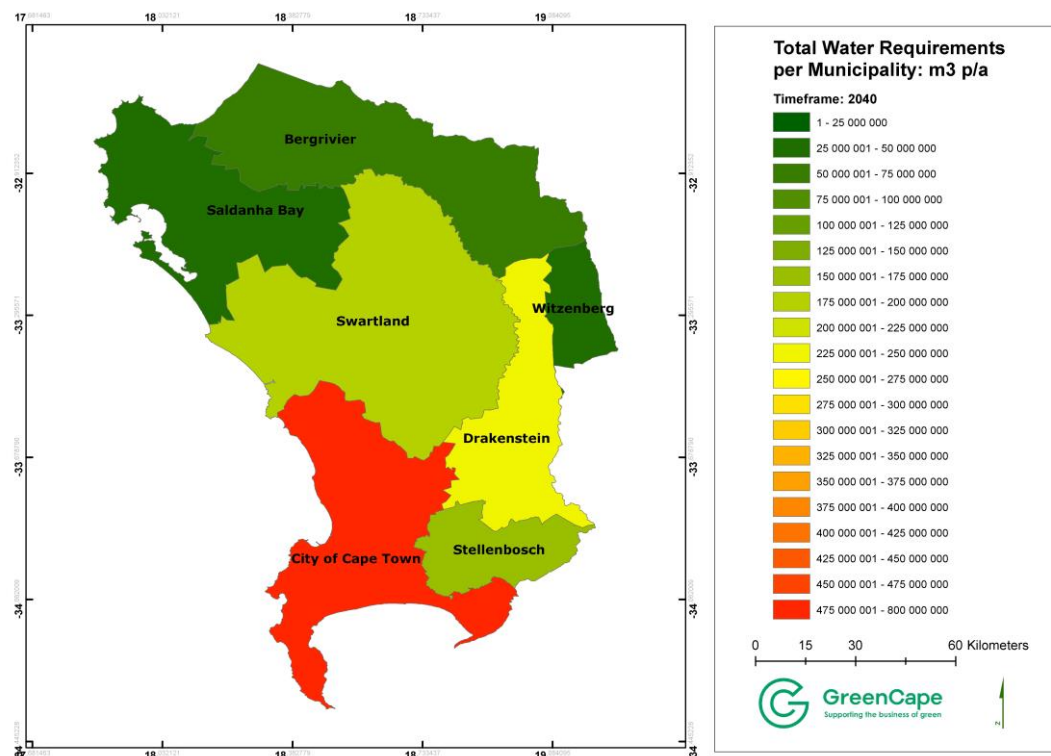 17 18 18 18 19
Total Water Requirements
per Municipality: m3 p/a
Timeframe: 2040
1 - 25 000 000
25 000 001 - 50 000 000
50 000 001 - 75 000 000
75 000 001 - 100 000 000
100 000 001 - 125 000 000
125 000 001 - 150 000 000
150 000 001 - 175 000 000
175 000 001 - 200 000 000
200 000 001 - 225 000 000
225 000 001 - 250 000 000
250 000 001 - 275 000 000
275 000 001 - 300 000 000
300 000 001 - 325 000 000
325 000 001 - 350 000 000
350 000 001 - 375 000 000
375 000 001 - 400 000 000
400 000 001 - 425 000 000
425 000 001 - 450 000 000
450 000 001 - 475 000 000
475 000 001 - 800 000 000
0 15 30 60 Kilometers
GreenCape
Supporting the business of green
N
Bergrivier
Saldanha Bay
Witzenberg
Swartland
Drakenstein
Stellenbosch
City of Cape Town
-32 -32
-33 -33
-33 -33
-34 -34
18 18 18 19